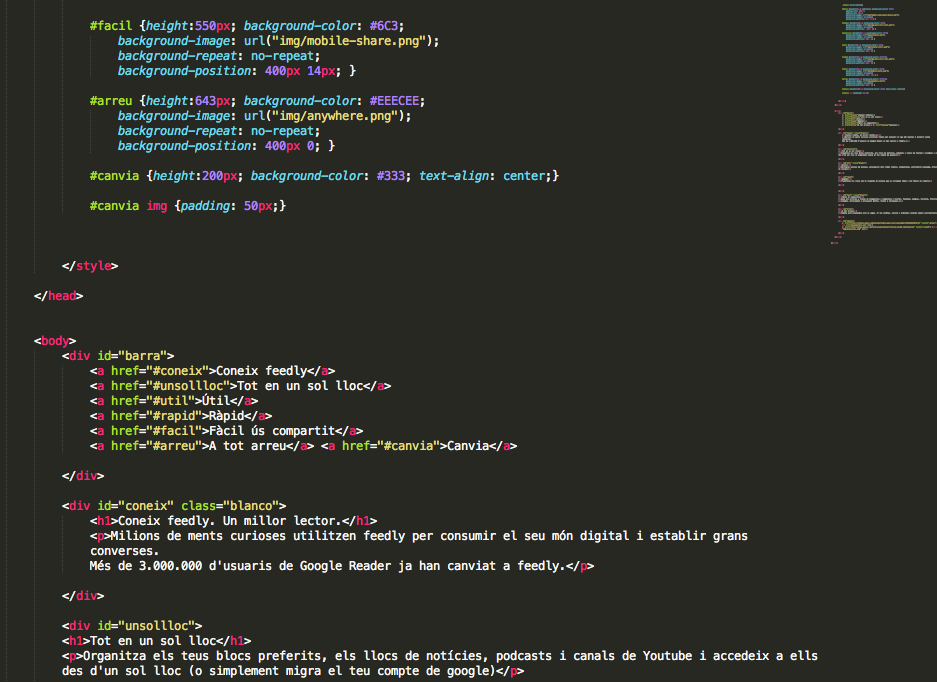 #facil {height:550px; background-color: #6C3;
background-image: url("img/mobile-share.png");
background-repeat: no-repeat;
background-position: 400px 14px; }
#arreu {height:643px; background-color: #EEECEE;
background-image: url("img/anywhere.png");
background-repeat: no-repeat;
background-position: 400px 0; }
#canvia {height:200px; background-color: #333; text-align: center;}
#canvia img {padding: 50px;}
</style>
</head>
<body>
<div id="barra">
<a href="#coneix">Coneix feedly</a>
<a href="#unsollloc">Tot en un sol lloc</a>
<a href="#util">Útil</a>
<a href="#rapid">Ràpid</a>
<a href="#facil">Fàcil ús compartit</a>
<a href="#arreu">A tot arreu</a> <a href="#canvia">Canvia</a>
</div>
<div id="coneix" class="blanco">
<h1>Coneix feedly. Un millor lector.</h1>
<p>Milions de ments curioses utilitzen feedly per consumir el seu món digital i establir grans
converses.
Més de 3.000.000 d'usuaris de Google Reader ja han canviat a feedly.</p>
</div>
<div id="unsollloc">
<h1>Tot en un sol lloc</h1>
<p>Organitza els teus blocs preferits, els llocs de notícies, podcasts i canals de Youtube i accedeix a ells
des d'un sol lloc (o simplement migra el teu compte de google)</p>